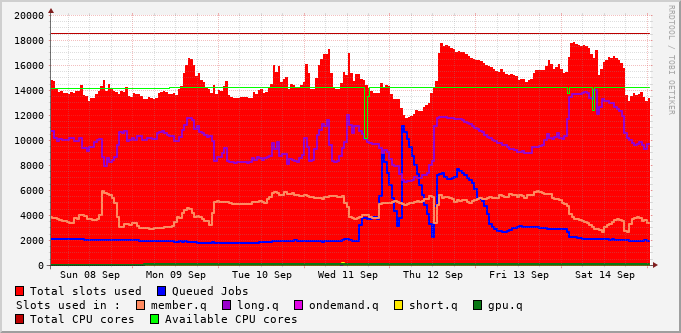 20000
18000
16000
14000
12000
10000
8000
6000
4000
2000
0
Sun 08 Sep Mon 09 Sep Tue 10 Sep Wed 11 Sep Thu 12 Sep Fri 13 Sep Sat 14 Sep
RRDTOOL / TOBI OETIKER
Total slots used Queued Jobs
Slots used in : member.q long.q ondemand.q short.q gpu.q
Total CPU cores Available CPU cores